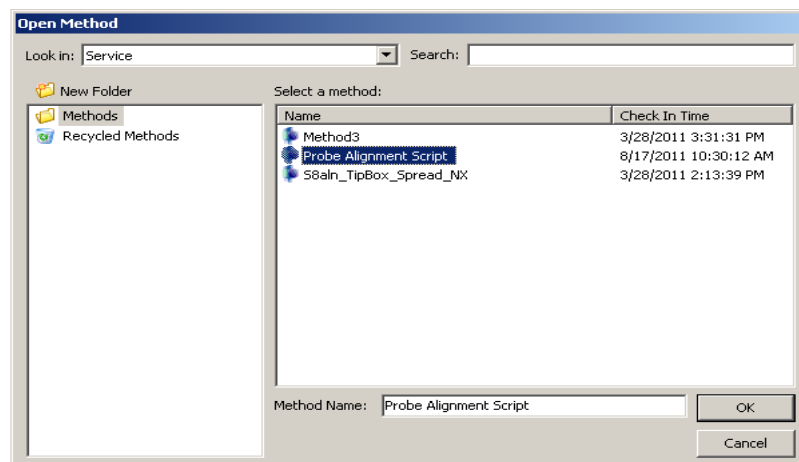 Open Method
Look in: Service Search:
New Folder Select a method:
Methods
Recycled Methods
Name Check In Time
Method3 3/28/2011 3:31:31 PM
Probe Alignment Script 8/17/2011 10:30:12 AM
S8aln_TipBox_Spread_NX 3/28/2011 2:13:39 PM
Method Name: Probe Alignment Script OK
Cancel